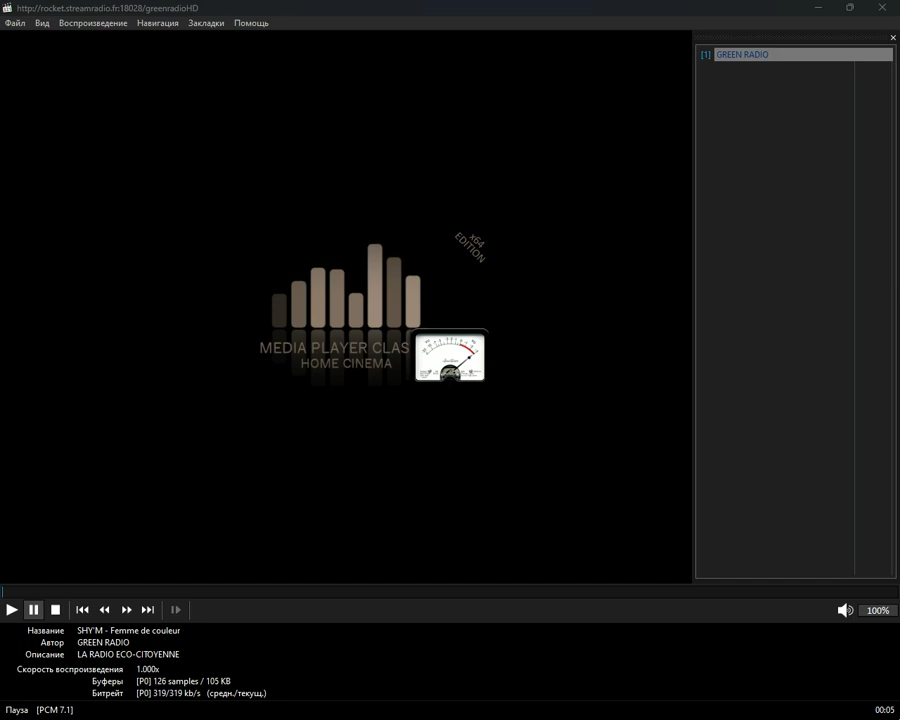 http://rocket.streamradio.fr:18028/greenradioHD
Файл Вид Воспроизведение Навигация Закладки Помощь
[1] GREEN RADIO
x64
EDITION
MEDIA PLAYER CLAS
HOME CINEMA
100%
Название SHY'M - Femme de couleur
Автор GREEN RADIO
Описание LA RADIO ECO-CITOYENNE
Скорость воспроизведения 1.000x
Буферы [P0] 126 samples / 105 KB
Битрейт [P0] 319/319 kb/s (средн./текущ.)
Пауза [PCM 7.1] 00:05